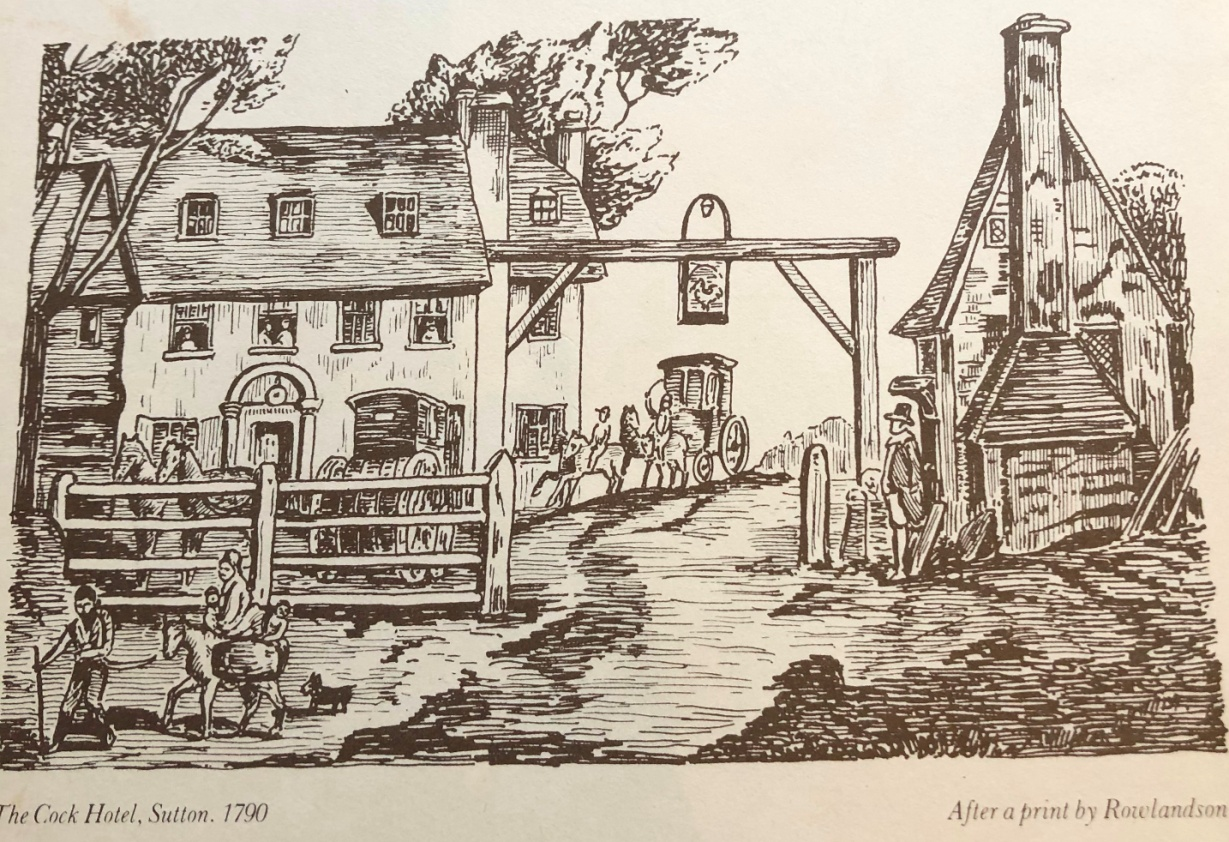 The Cock Hotel, Sutton. 1790
After a print by Rowlandson